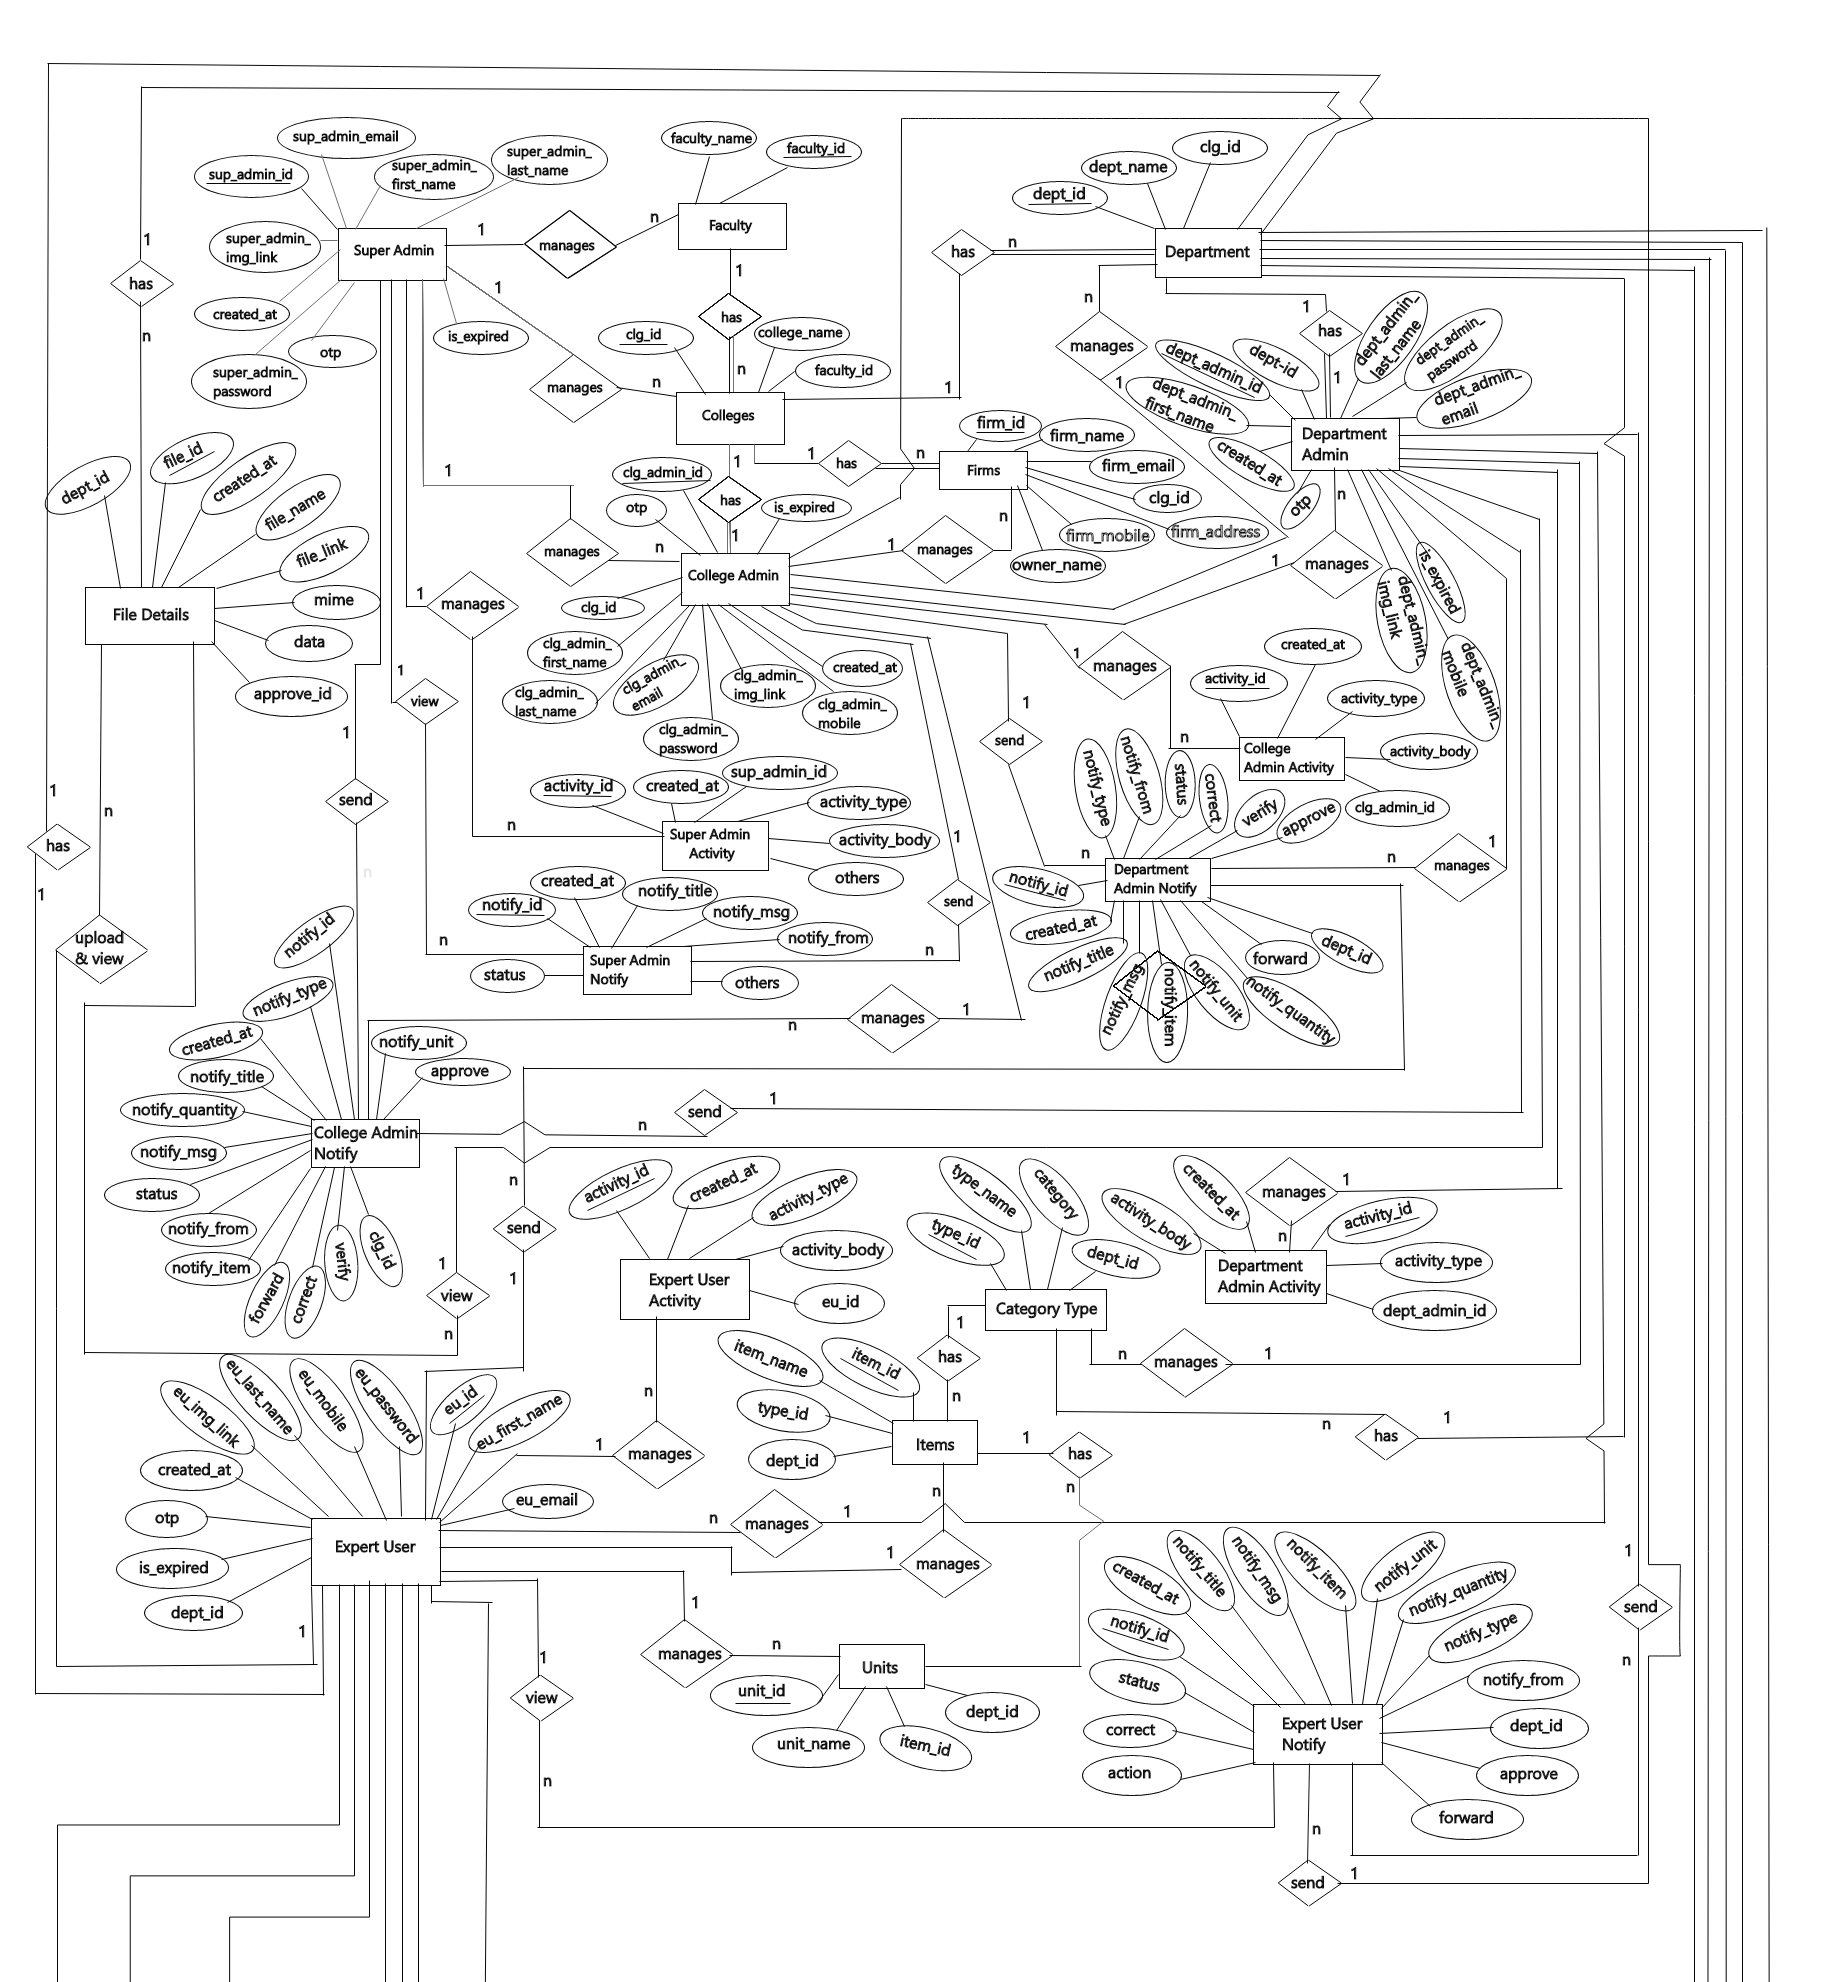 sup_admin_email
sup_admin_id
super_admin_
first_name
super_admin_
last_name
super_admin_
img_link
Super Admin
created_at
otp
super_admin_
password
is_expired
1
manages
n
faculty_name
faculty_id
Faculty
1
has
n
clg_id
college_name
faculty_id
Colleges
1
manages
n
1
has
n
dept_id
dept_name
clg_id
Department
1
has
n
n
manages
1
1
has
1
dept_admin_id
dept-id
dept_admin_
last_name
dept_admin_
password
dept_admin_
email
dept_admin_
first_name
Department
Admin
created_at
otp
is_expired
dept_admin_
img_link
dept_admin_
mobile
n
manages
1
1
has
n
firm_id
firm_name
Firms
firm_email
clg_id
firm_address
firm_mobile
owner_name
n
manages
1
1
has
1
clg_admin_id
otp
is_expired
College Admin
clg_id
clg_admin_
first_name
clg_admin_
last_name
clg_admin_
email
clg_admin_
password
clg_admin_
img_link
clg_admin_
mobile
created_at
1
manages
n
1
manages
n
1
view
n
1
has
n
dept_id
file_id
created_at
file_name
file_link
mime
data
approve_id
File Details
1
has
1
n
upload
& view
1
send
n
activity_id
created_at
sup_admin_id
activity_type
activity_body
others
Super Admin
Activity
notify_id
created_at
notify_title
notify_msg
notify_from
others
status
Super Admin
Notify
1
send
n
1
send
n
1
manages
n
activity_id
created_at
activity_type
activity_body
clg_admin_id
College
Admin Activity
notify_type
notify_from
status
correct
verify
approve
notify_id
Department
Admin Notify
created_at
notify_title
notify_msg
notify_item
notify_unit
notify_quantity
forward
dept_id
n
manages
1
n
manages
1
notify_id
notify_type
created_at
notify_title
notify_quantity
notify_msg
status
notify_from
notify_item
forward
correct
verify
clg_id
notify_unit
approve
College Admin
Notify
n
send
1
n
send
1
1
view
n
activity_id
created_at
activity_type
activity_body
eu_id
Expert User
Activity
n
manages
1
type_name
category
type_id
dept_id
Category Type
1
has
n
created_at
activity_body
activity_id
activity_type
dept_admin_id
Department
Admin Activity
manages
1
n
n
manages
1
n
has
1
item_name
item_id
type_id
dept_id
Items
1
has
n
n
manages
1
n
manages
1
eu_img_link
eu_last_name
eu_mobile
eu_password
eu_id
eu_first_name
eu_email
created_at
otp
is_expired
dept_id
Expert User
1
1
manages
n
Units
unit_id
unit_name
item_id
dept_id
1
view
n
created_at
notify_title
notify_msg
notify_item
notify_unit
notify_quantity
notify_type
notify_from
dept_id
approve
forward
notify_id
status
correct
action
Expert User
Notify
1
send
n
n
send
1